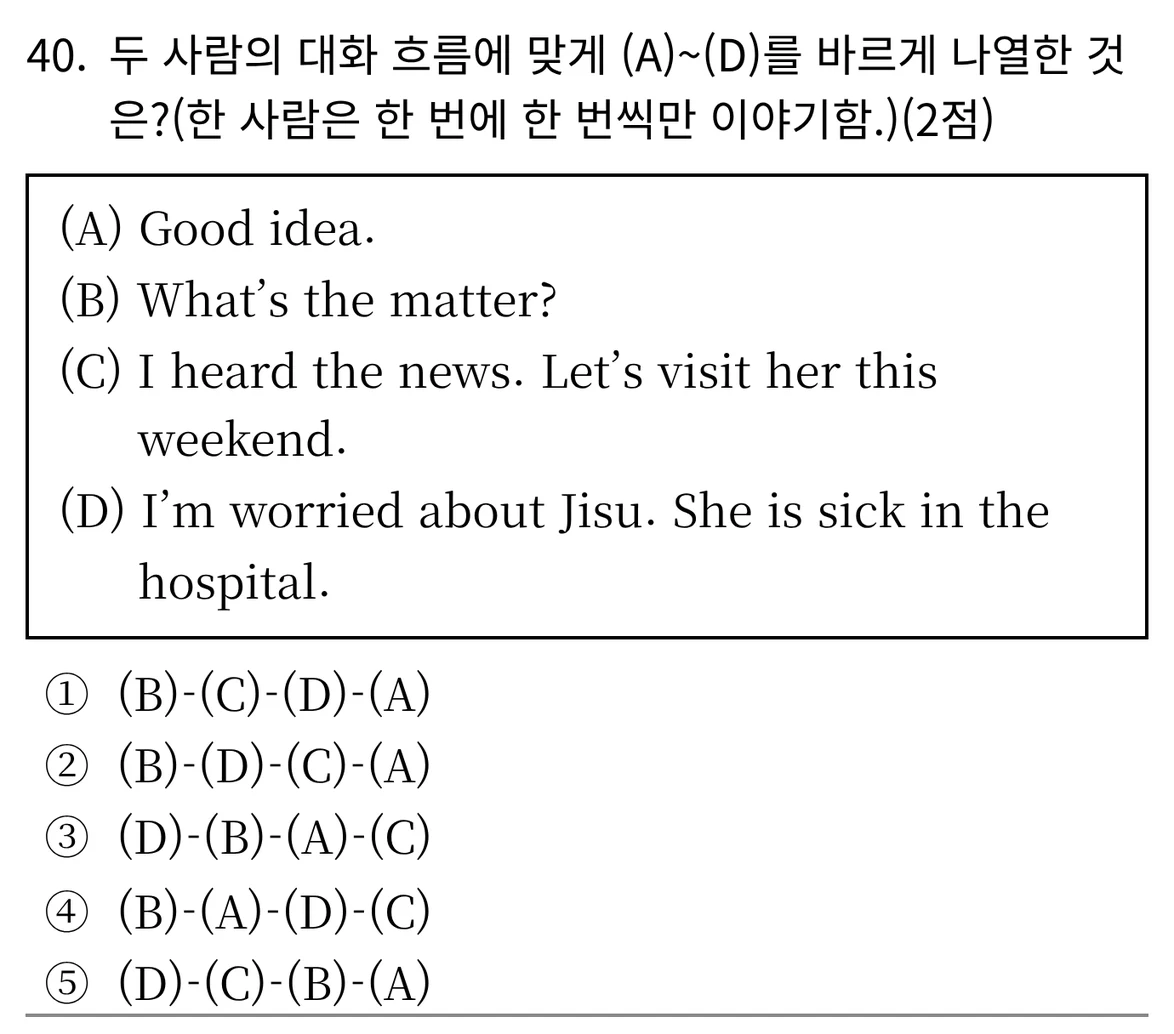 40. 두 사람의 대화 흐름에 맞게 (A)~(D)를 바르게 나열한 것
은?(한 사람은 한 번에 한 번씩만 이야기함.)(2점)
(A) Good idea.
(B) What’s the matter?
(C) I heard the news. Let’s visit her this
weekend.
(D) I’m worried about Jisu. She is sick in the
hospital.
① (B)-(C)-(D)-(A)
② (B)-(D)-(C)-(A)
③ (D)-(B)-(A)-(C)
④ (B)-(A)-(D)-(C)
⑤ (D)-(C)-(B)-(A)